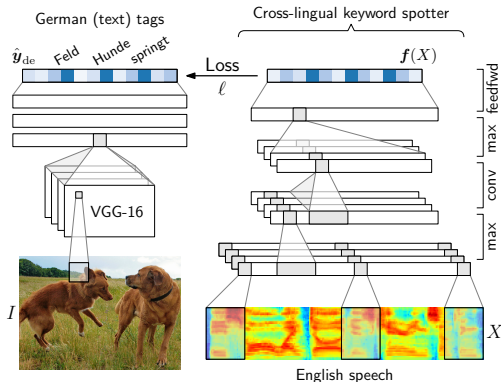 German (text) tags
Cross-lingual keyword spotter
ŷ_de
Feld
Hunde
springt
Loss
ℓ
f(X)
feedfwd
max
conv
max
VGG-16
I
X
English speech